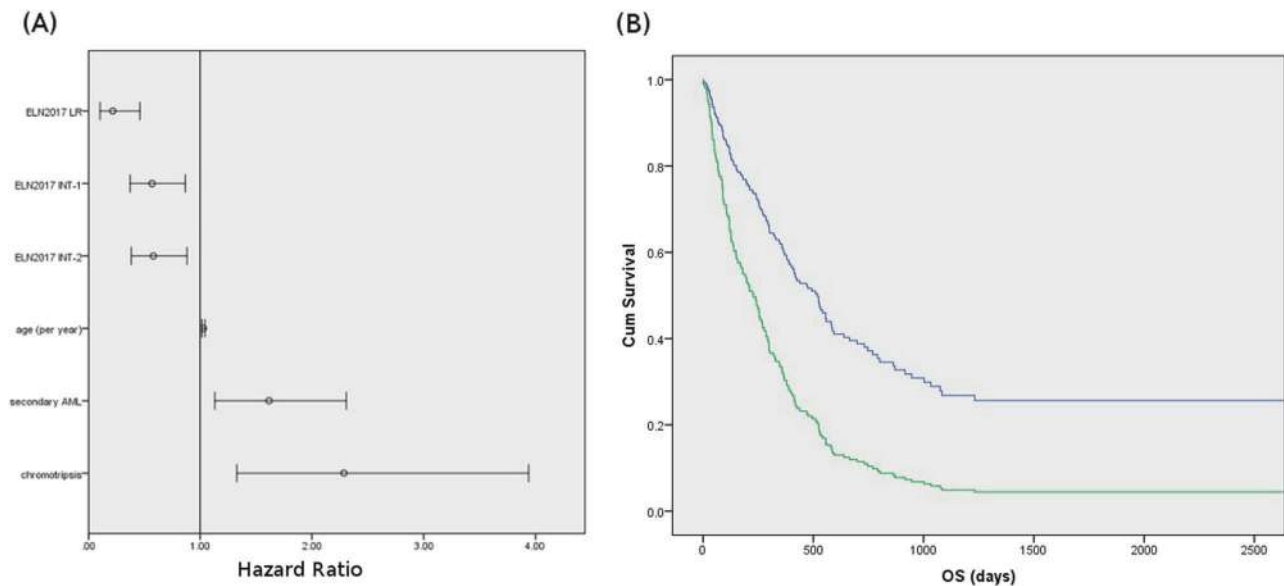 (A)
ELN2017 LR
ELN2017 INT-1
ELN2017 INT-2
age (per year)
secondary AML
chromotripsis
.00 1.00 2.00 3.00 4.00
Hazard Ratio
(B)
Cum Survival
1.0
0.8
0.6
0.4
0.2
0.0
0 500 1000 1500 2000 2500
OS (days)